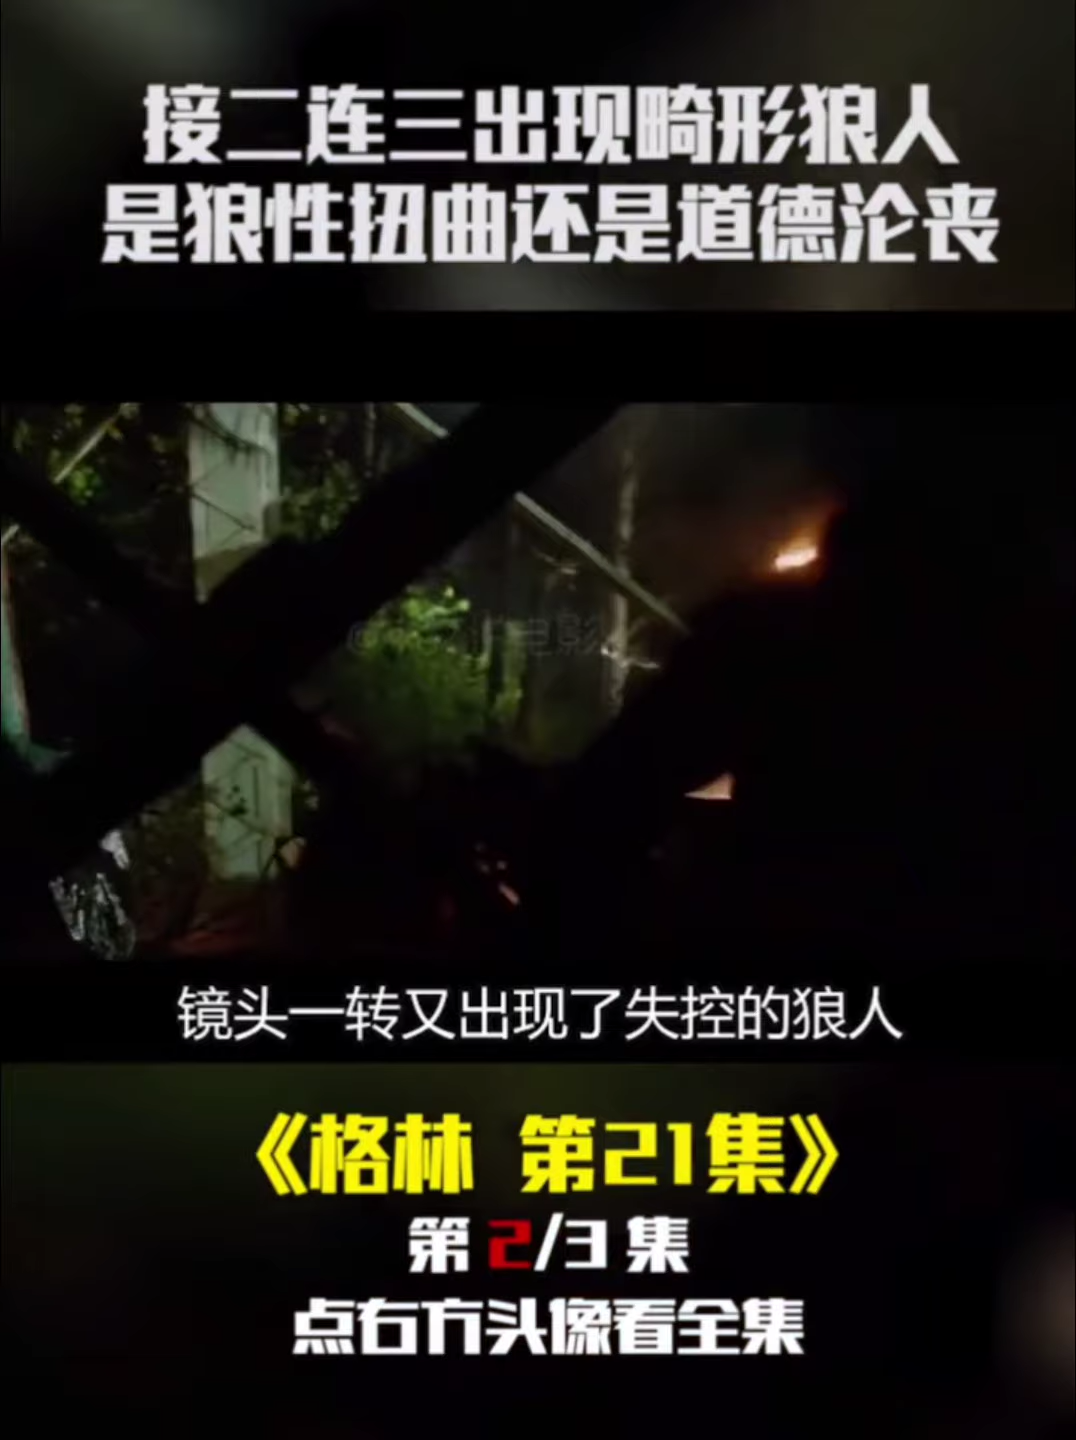 接二连三出现畸形狼人
是狼性扭曲还是道德沦丧
镜头一转又出现了失控的狼人
《格林 第21集》
第 2/3 集
点右方头像看全集